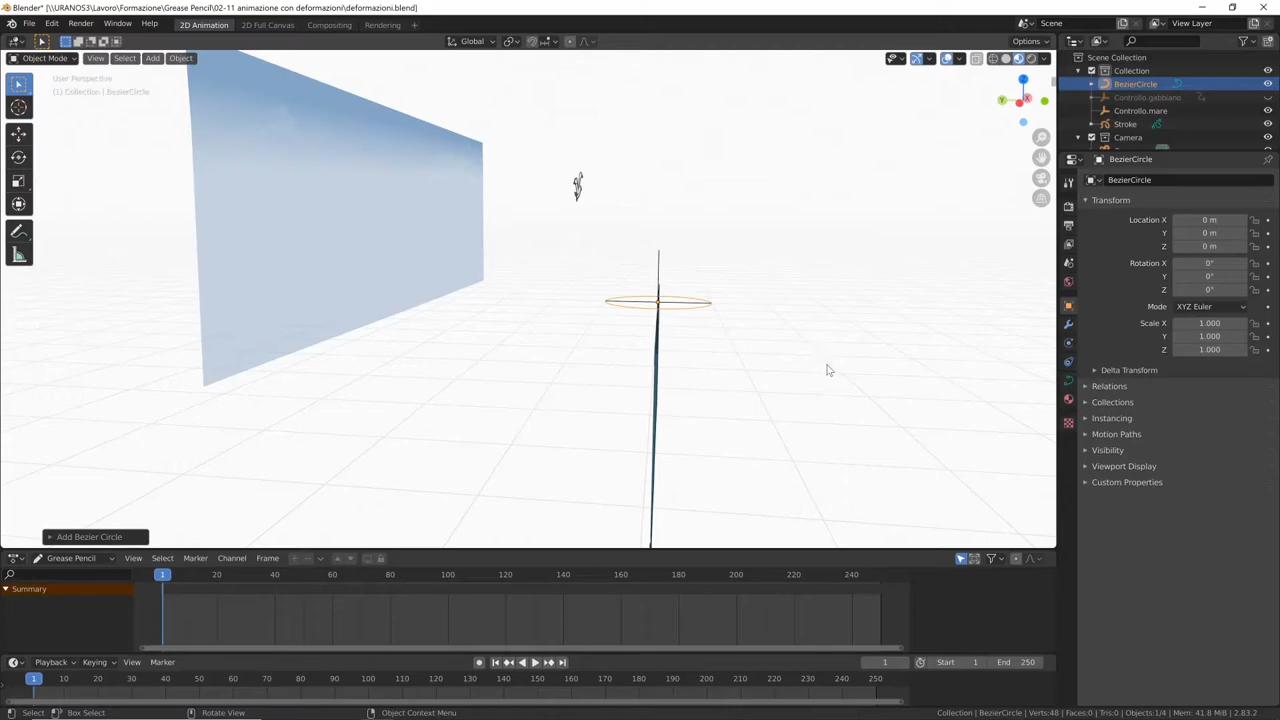 Blender* [\\URANOS3\Lavoro\Formazione\Grease Pencil\02-11 animazione con deformazioni\deformazioni.blend]
File Edit Render Window Help 2D Animation 2D Full Canvas Compositing Rendering Scene View Layer
Global Options
Object Mode View Select Add Object
User Perspective
(1) Collection | BezierCircle
Scene Collection
Collection
BezierCircle
Controllo.gabbiano
Controllo.mare
Stroke
Camera
BezierCircle
BezierCircle
Transform
Location X 0 m
Y 0 m
Z 0 m
Rotation X 0°
Y 0°
Z 0°
Mode XYZ Euler
Scale X 1.000
Y 1.000
Z 1.000
Delta Transform
Relations
Collections
Instancing
Motion Paths
Visibility
Viewport Display
Custom Properties
X
Y
Z
Add Bezier Circle
Grease Pencil View Select Marker Channel Frame
1 20 40 60 80 100 120 140 160 180 200 220 240
Summary
Playback Keying View Marker 1 Start 1 End 250
1 10 20 30 40 50 60 70 80 90 100 110 120 130 140 150 160 170 180 190 200 210 220 230 240 250
Select Box Select Rotate View Object Context Menu Collection | BezierCircle | Verts:48 | Faces:0 | Tris:0 | Objects:1/4 | Mem: 41.8 MiB | 2.83.2